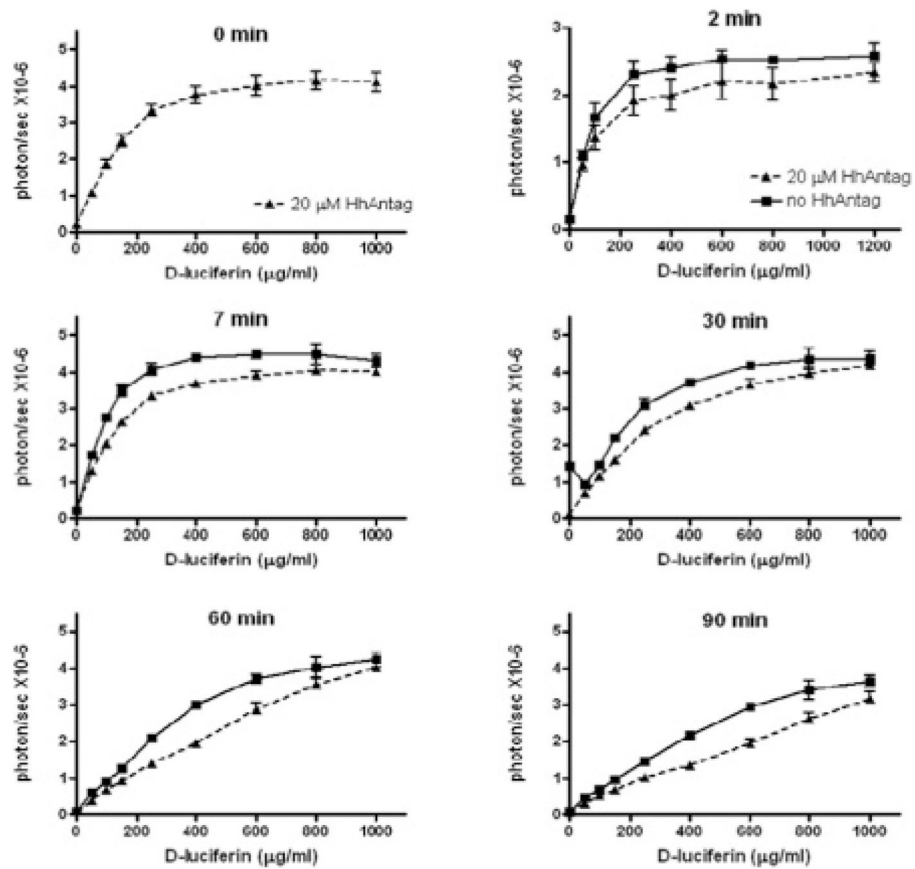 0 min
photon/sec X10-6
5
4
3
2
1
0
20 µM HhAntag
0 200 400 600 800 1000
D-luciferin (µg/ml)
2 min
photon/sec X10-6
3
2
1
0
20 µM HhAntag
no HhAntag
0 200 400 600 800 1000 1200
D-luciferin (µg/ml)
7 min
photon/sec X10-6
5
4
3
2
1
0
0 200 400 600 800 1000
D-luciferin (µg/ml)
30 min
photon/sec X10-6
5
4
3
2
1
0
0 200 400 600 800 1000
D-luciferin (µg/ml)
60 min
photon/sec X10-6
5
4
3
2
1
0
0 200 400 600 800 1000
D-luciferin (µg/ml)
90 min
photon/sec X10-6
5
4
3
2
1
0
0 200 400 600 800 1000
D-luciferin (µg/ml)